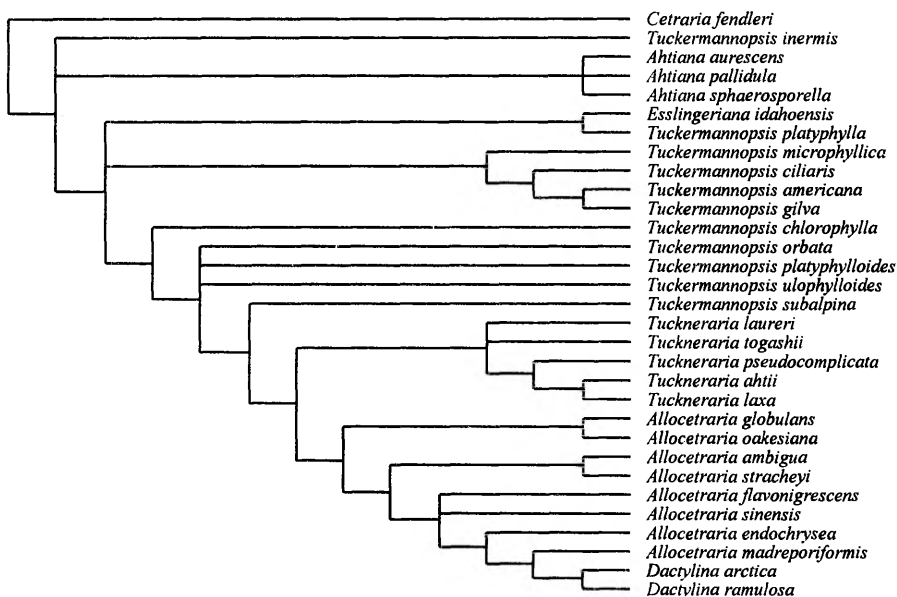 Cetraria fendleri
Tuckermannopsis inermis
Ahtiana aurescens
Ahtiana pallidula
Ahtiana sphaerosporella
Esslingeriana idahoensis
Tuckermannopsis platyphylla
Tuckermannopsis microphyllica
Tuckermannopsis ciliaris
Tuckermannopsis americana
Tuckermannopsis gilva
Tuckermannopsis chlorophylla
Tuckermannopsis orbata
Tuckermannopsis platyphylloides
Tuckermannopsis ulophylloides
Tuckermannopsis subalpina
Tuckneraria laureri
Tuckneraria togashii
Tuckneraria pseudocomplicata
Tuckneraria ahtii
Tuckneraria laxa
Allocetraria globulans
Allocetraria oakesiana
Allocetraria ambigua
Allocetraria stracheyi
Allocetraria flavonigrescens
Allocetraria sinensis
Allocetraria endochrysea
Allocetraria madreporiformis
Dactylina arctica
Dactylina ramulosa